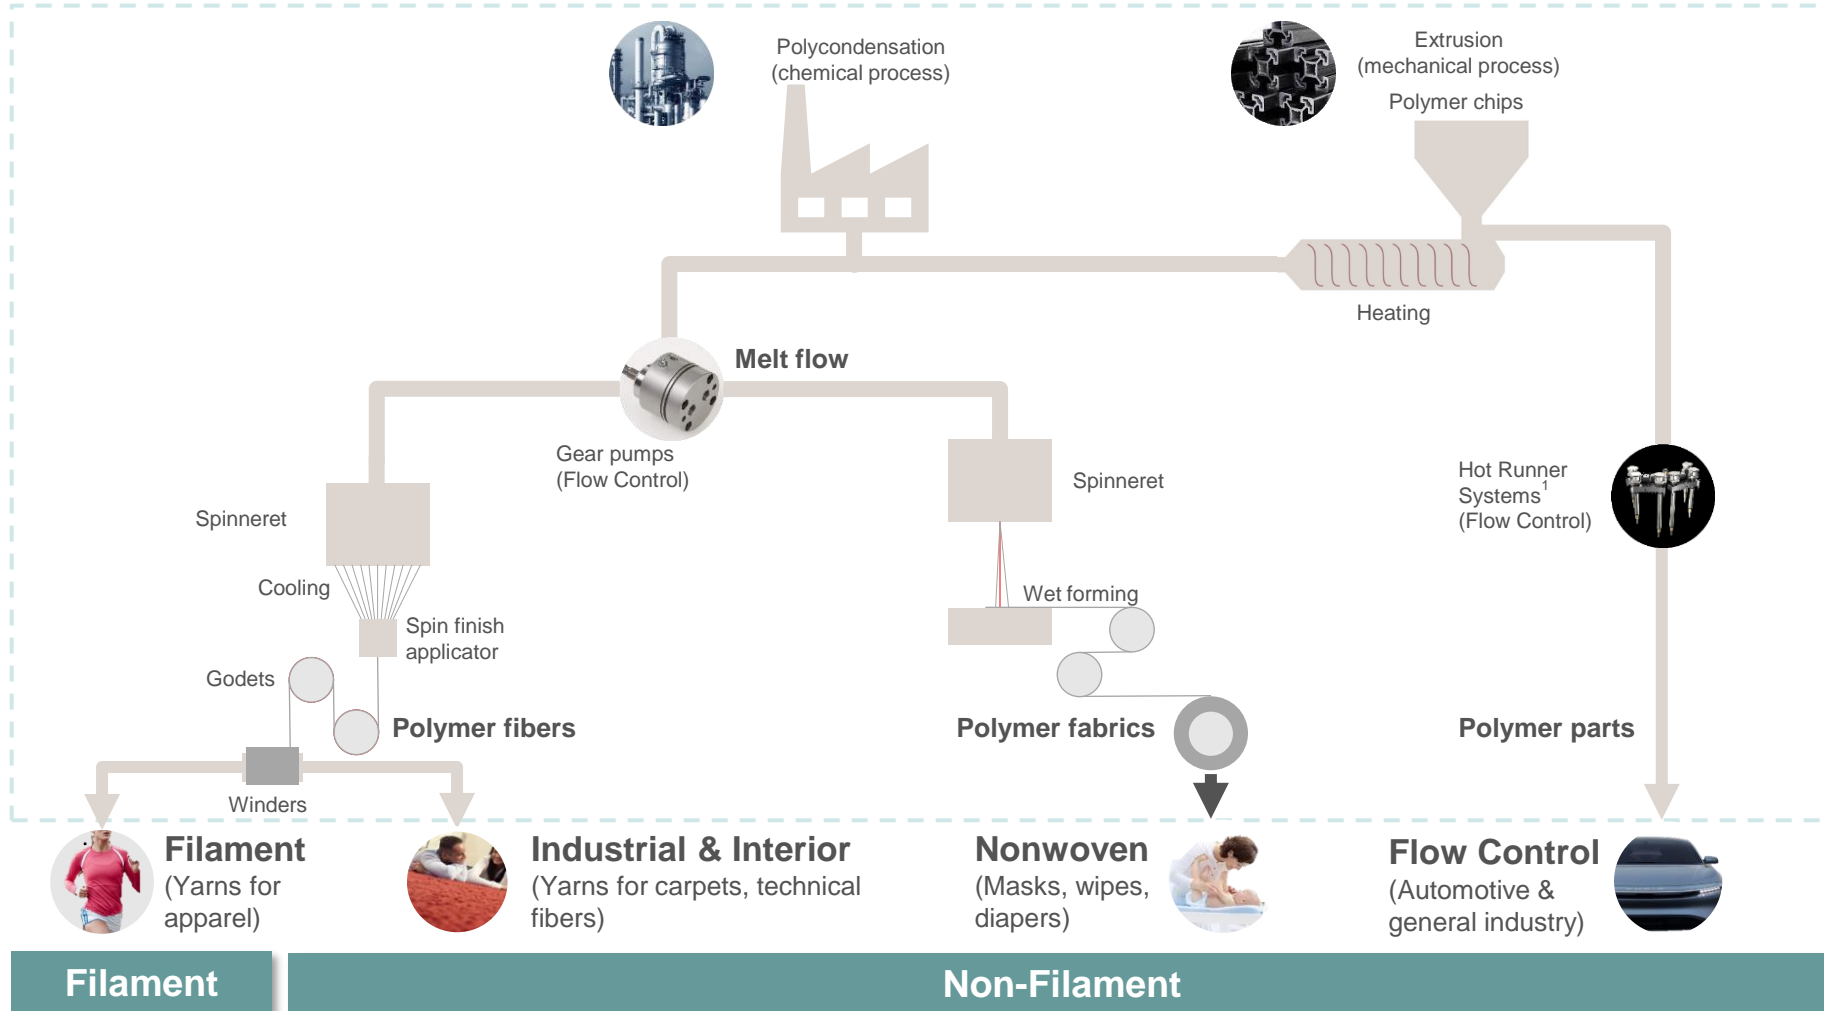 Polycondensation
(chemical process)
Extrusion
(mechanical process)
Polymer chips
Heating
Melt flow
Gear pumps
(Flow Control)
Spinneret
Cooling
Spin finish
applicator
Godets
Polymer fibers
Winders
Spinneret
Wet forming
Polymer fabrics
Hot Runner
Systems1
(Flow Control)
Polymer parts
Filament
(Yarns for
apparel)
Industrial & Interior
(Yarns for carpets, technical
fibers)
Nonwoven
(Masks, wipes,
diapers)
Flow Control
(Automotive &
general industry)
Filament
Non-Filament